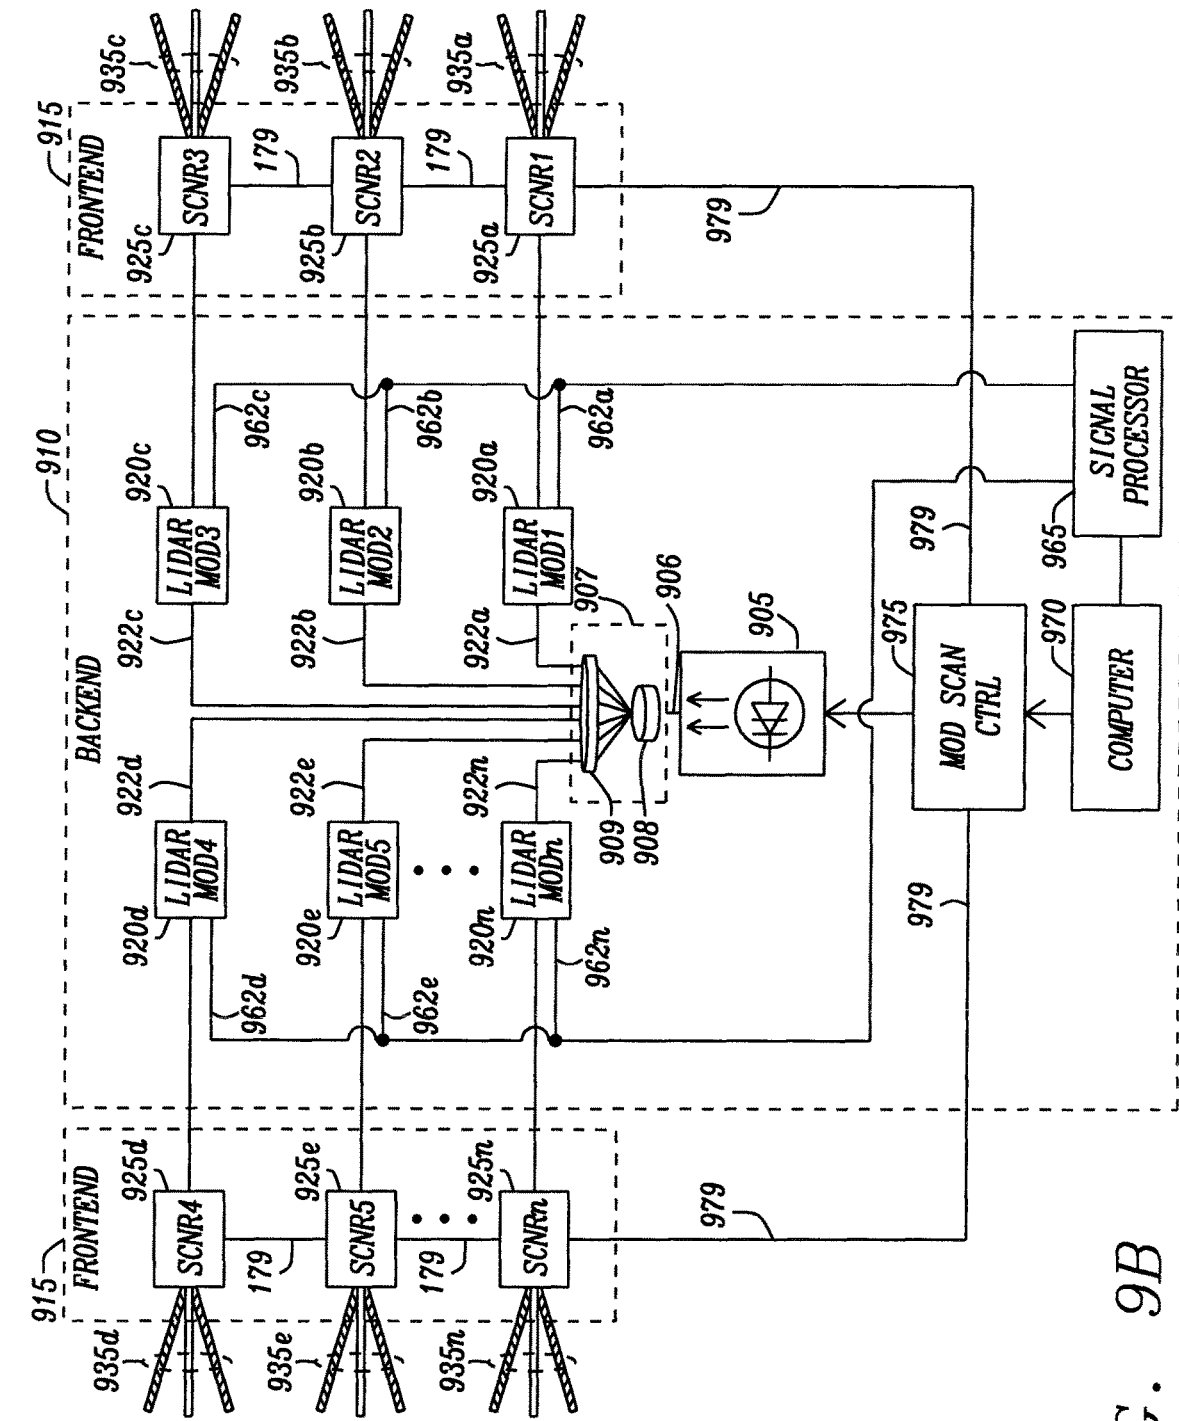 915
FRONTEND
935d
925d
SCNR4
179
935e
925e
SCNR5
179
935n
925n
SCNRn
979
910
BACKEND
920d
LIDAR
MOD4
922d
962d
920e
LIDAR
MOD5
922e
962e
920n
LIDAR
MODn
922n
962n
909
908
907
906
905
920c
LIDAR
MOD3
922c
962c
920b
LIDAR
MOD2
922b
962b
920a
LIDAR
MOD1
922a
962a
979
975
MOD SCAN
CTRL
979
970
COMPUTER
965
SIGNAL
PROCESSOR
915
FRONTEND
925c
SCNR3
935c
179
925b
SCNR2
935b
179
925a
SCNR1
935a
979
9B